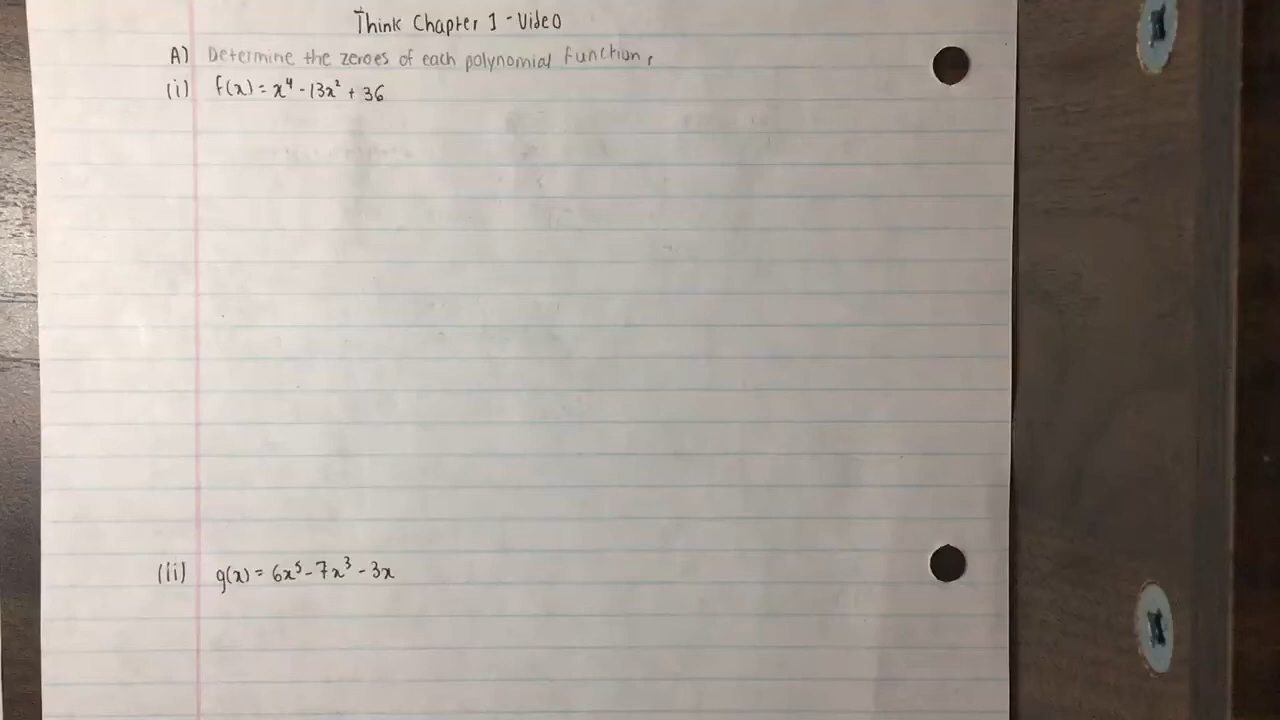 Think Chapter 1 - Video
A) Determine the zeroes of each polynomial function.
(i) f(x) = x⁴ - 13x² + 36
(ii) g(x) = 6x⁵ - 7x³ - 3x